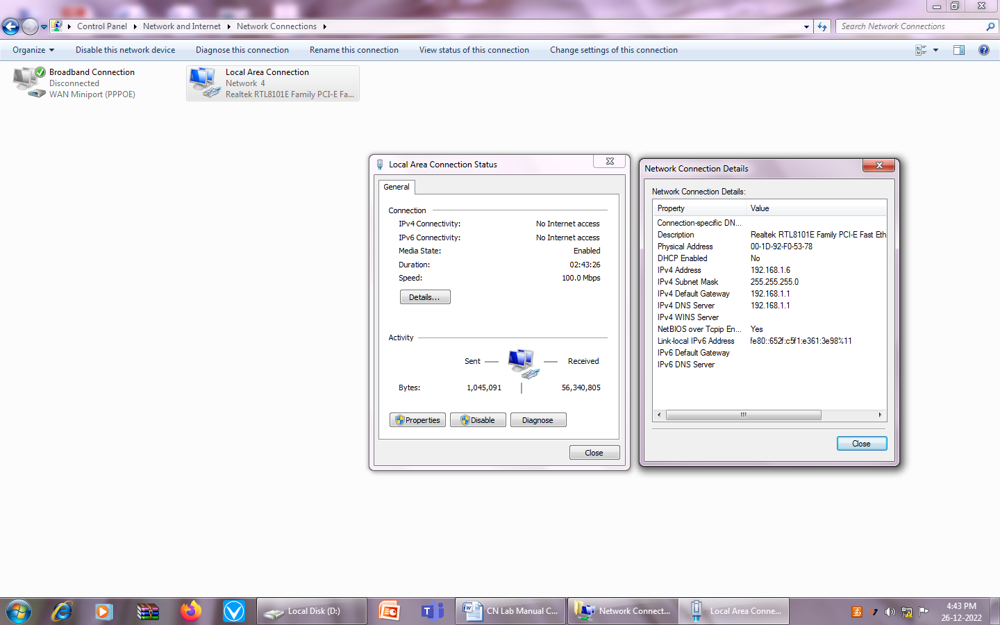 Control Panel Network and Internet Network Connections
Search Network Connections
Organize Disable this network device Diagnose this connection Rename this connection View status of this connection Change settings of this connection
Broadband Connection
Disconnected
WAN Miniport (PPPOE)
Local Area Connection
Network 4
Realtek RTL8101E Family PCI-E Fa...
Local Area Connection Status
General
Connection
IPv4 Connectivity: No Internet access
IPv6 Connectivity: No Internet access
Media State: Enabled
Duration: 02:43:26
Speed: 100.0 Mbps
Details...
Activity
Sent Received
Bytes: 1,045,091 56,340,805
Properties Disable Diagnose
Close
Network Connection Details
Network Connection Details:
Property Value
Connection-specific DN...
Description Realtek RTL8101E Family PCI-E Fast Eth
Physical Address 00-1D-92-F0-53-78
DHCP Enabled No
IPv4 Address 192.168.1.6
IPv4 Subnet Mask 255.255.255.0
IPv4 Default Gateway 192.168.1.1
IPv4 DNS Server 192.168.1.1
IPv4 WINS Server
NetBIOS over Tcpip En... Yes
Link-local IPv6 Address fe80::652f:c5f1:e361:3e98%11
IPv6 Default Gateway
IPv6 DNS Server
Close
Local Disk (D:) CN Lab Manual C... Network Connect... Local Area Conne...
4:43 PM
26-12-2022